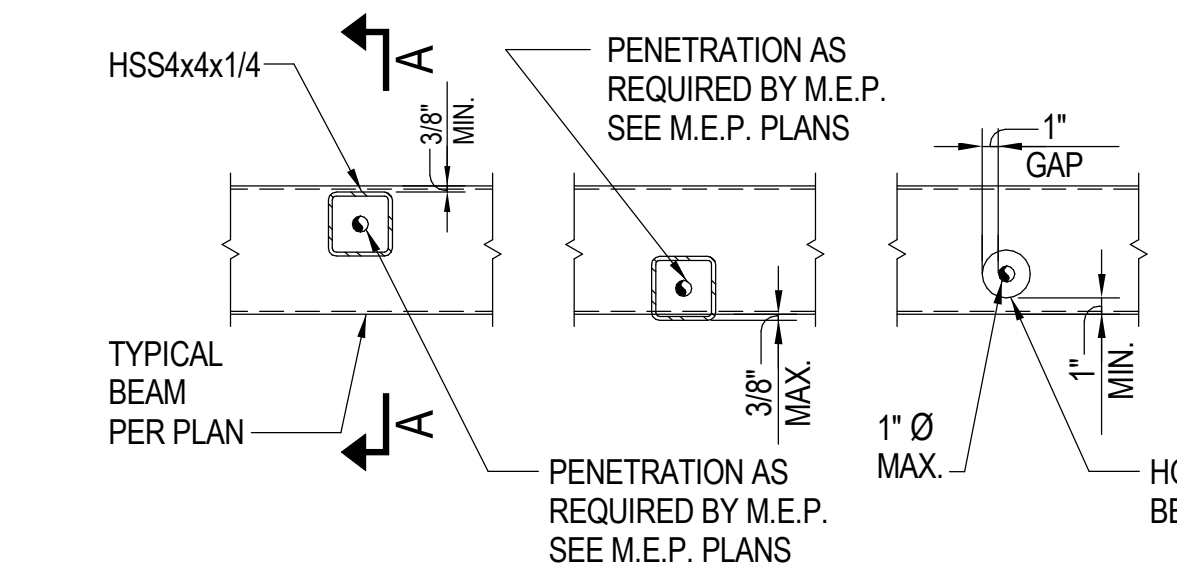 HSS4x4x1/4
A
3/8"
MIN.
PENETRATION AS
REQUIRED BY M.E.P.
SEE M.E.P. PLANS
1"
GAP
TYPICAL
BEAM
PER PLAN
A
3/8"
MAX.
PENETRATION AS
REQUIRED BY M.E.P.
SEE M.E.P. PLANS
1" Ø
MAX.
1"
MIN.